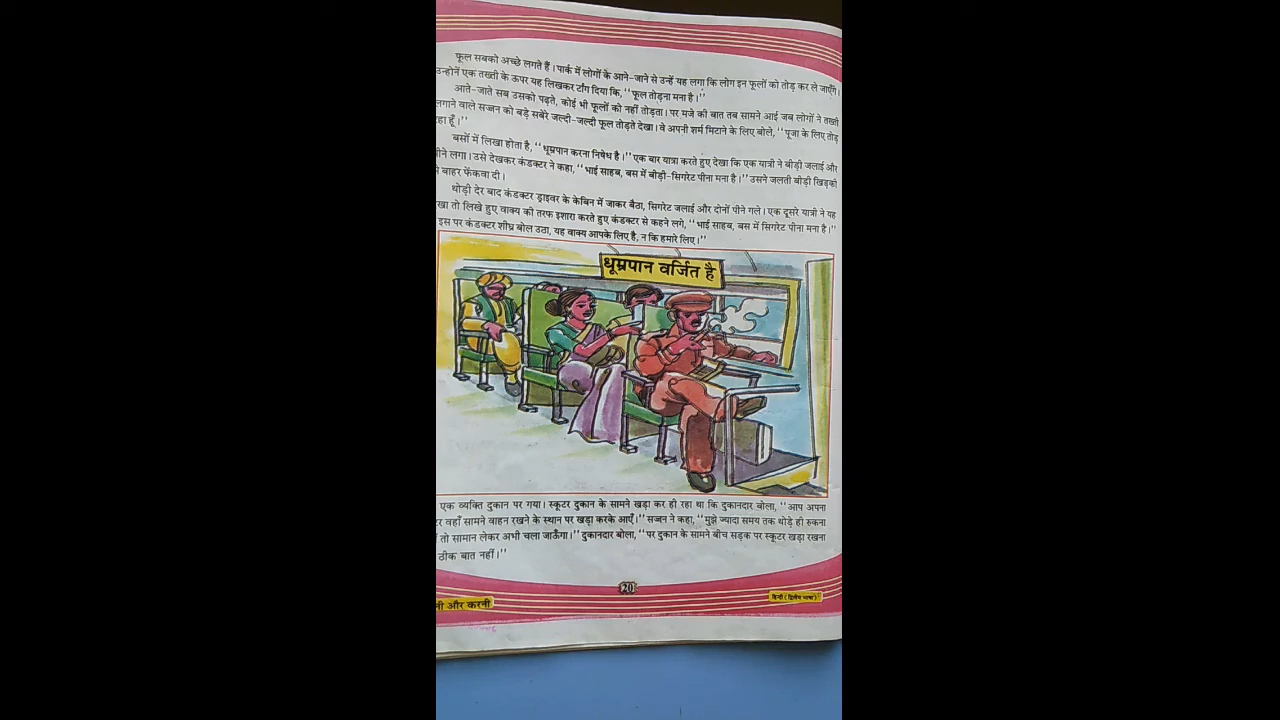 फूल सबको अच्छे लगते हैं। पार्क में लोगों के आने-जाने से उन्हें यह लगा कि लोग इन फूलों को तोड़ कर ले जाएँगे।
उन्होनें एक तख्ती के ऊपर यह लिखकर टाँग दिया कि, ‘‘फूल तोड़ना मना है।’’
आते-जाते सब उसको पढ़ते, कोई भी फूलों को नहीं तोड़ता। पर मजे की बात तब सामने आई जब लोगों ने तख्ती
लगाने वाले सज्जन को बड़े सबेरे जल्दी-जल्दी फूल तोड़ते देखा। वे अपनी शर्म मिटाने के लिए बोले, ‘‘पूजा के लिए तोड़
हूँ।’’
बसों में लिखा होता है, ‘‘धूम्रपान करना निषेध है।’’ एक बार यात्रा करते हुए देखा कि एक यात्री ने बीड़ी जलाई और
पीने लगा। उसे देखकर कंडक्टर ने कहा, ‘‘भाई साहब, बस में बीड़ी-सिगरेट पीना मना है।’’ उसने जलती बीड़ी खिड़की
से बाहर फेंकवा दी।
थोड़ी देर बाद कंडक्टर ड्राइवर के केबिन में जाकर बैठा, सिगरेट जलाई और दोनों पीने गले। एक दूसरे यात्री ने यह
खा तो लिखे हुए वाक्य की तरफ इशारा करते हुए कंडक्टर से कहने लगे, ‘‘भाई साहब, बस में सिगरेट पीना मना है।’’
इस पर कंडक्टर शीघ्र बोल उठा, यह वाक्य आपके लिए है, न कि हमारे लिए।’’
धूम्रपान वर्जित है
एक व्यक्ति दुकान पर गया। स्कूटर दुकान के सामने खड़ा कर ही रहा था कि दुकानदार बोला, ‘‘आप अपना
टर वहाँ सामने वाहन रखने के स्थान पर खड़ा करके आएँ।’’ सज्जन ने कहा, ‘‘मुझे ज्यादा समय तक थोड़े ही रुकना
तो सामान लेकर अभी चला जाऊँगा।’’ दुकानदार बोला, ‘‘पर दुकान के सामने बीच सड़क पर स्कूटर खड़ा रखना
ठीक बात नहीं।’’
20
नी और करनी
हिन्दी (द्वितीय भाषा)